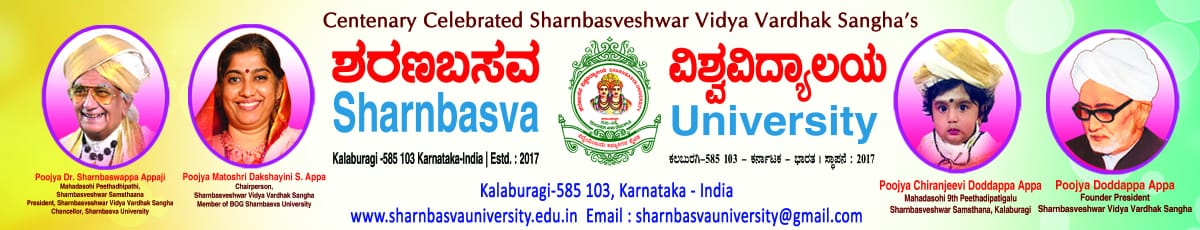 Centenary Celebrated Sharnbasveshwar Vidya Vardhak Sangha's
ಶರಣಬಸವ ವಿಶ್ವವಿದ್ಯಾಲಯ
Sharnbasva University
Kalaburagi -585 103 Karnataka-India | Estd. : 2017
ಕಲಬುರಗಿ-585 103 – ಕರ್ನಾಟಕ – ಭಾರತ । ಸ್ಥಾಪನೆ : 2017
Kalaburagi-585 103, Karnataka - India
www.sharnbasvauniversity.edu.in Email : sharnbasvauniversity@gmail.com
Poojya Dr. Sharnbaswappa Appaji
Mahadasohi Peethadhipathi,
Sharnbasveshwar Samsthaana
President, Sharnbasveshwar Vidya Vardhak Sangha
Chancellor, Sharnbasva University
Poojya Matoshri Dakshayini S. Appa
Chairperson,
Sharnbasveshwar Vidya Vardhak Sangha
Member of BOG Sharnbasva University
Poojya Chiranjeevi Doddappa Appa
Mahadasohi 9th Peethadipatigalu
Sharnbasveshwar Samsthana, Kalaburagi
Poojya Doddappa Appa
Founder President
Sharnbasveshwar Vidya Vardhak Sangha